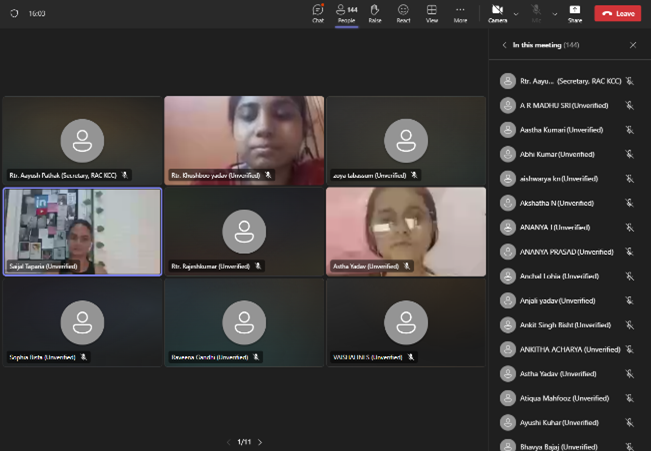 16:03
144
Chat People Raise React View More Camera Mic Share Leave
In this meeting (144)
Rtr. Aayu... (Secretary, RAC KCC)
A R MADHU SRI (Unverified)
Aastha Kumari (Unverified)
Abhi Kumar (Unverified)
aishwarya kn (Unverified)
Akshatha N (Unverified)
ANANYA J (Unverified)
ANANYA PRASAD (Unverified)
Anchal Lohia (Unverified)
Anjali yadav (Unverified)
Ankit Singh Bisht (Unverified)
ANKITHA ACHARYA (Unverified)
Astha Yadav (Unverified)
Atiqua Mahfooz (Unverified)
Ayushi Kuhar (Unverified)
Bhavya Bajaj (Unverified)
Rtr. Aayush Pathak (Secretary, RAC KCC)
Rtr. Khushboo yadav (Unverified)
zoya tabassum (Unverified)
in
Saijal Taparia (Unverified)
Rtr. Rajeshkumar (Unverified)
Astha Yadav (Unverified)
Sophia Bista (Unverified)
Raveena Gandhi (Unverified)
VAISHALI NLS (Unverified)
1/11